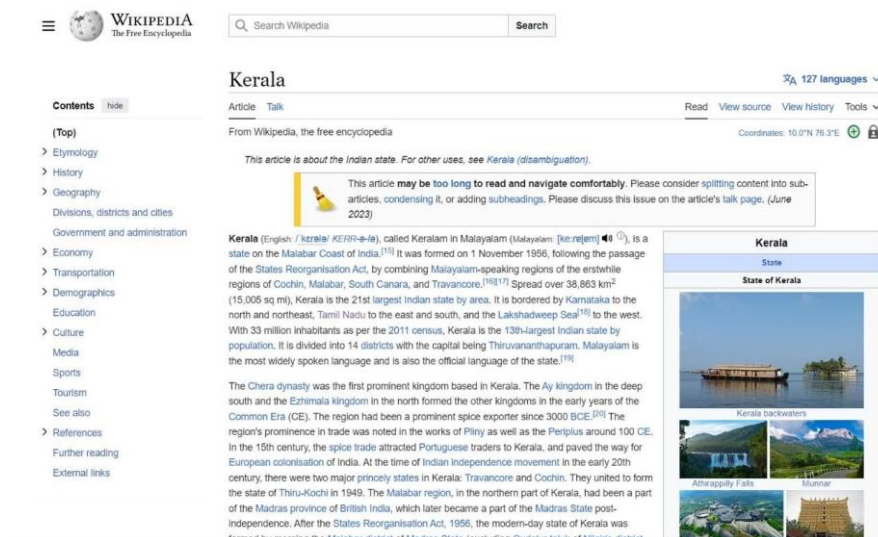 WIKIPEDIA
The Free Encyclopedia
Search Wikipedia
Search
Kerala
127 languages
Contents hide
Article Talk
Read View source View history Tools
(Top)
From Wikipedia, the free encyclopedia
Coordinates: 10.0°N 76.3°E
Etymology
History
Geography
Divisions, districts and cities
Government and administration
Economy
Transportation
Demographics
Education
Culture
Media
Sports
Tourism
See also
References
Further reading
External links
This article is about the Indian state. For other uses, see Kerala (disambiguation).
This article may be too long to read and navigate comfortably. Please consider splitting content into sub-
articles, condensing it, or adding subheadings. Please discuss this issue on the article's talk page. (June
2023)
Kerala (English: /ˈkɛrələ/ KERR-ə-lə), called Keralam in Malayalam (Malayalam: [keːɾɐɭɐm]), is a
state on the Malabar Coast of India.[15] It was formed on 1 November 1956, following the passage
of the States Reorganisation Act, by combining Malayalam-speaking regions of the erstwhile
regions of Cochin, Malabar, South Canara, and Travancore.[16][17] Spread over 38,863 km2
(15,005 sq mi), Kerala is the 21st largest Indian state by area. It is bordered by Karnataka to the
north and northeast, Tamil Nadu to the east and south, and the Lakshadweep Sea[18] to the west.
With 33 million inhabitants as per the 2011 census, Kerala is the 13th-largest Indian state by
population. It is divided into 14 districts with the capital being Thiruvananthapuram. Malayalam is
the most widely spoken language and is also the official language of the state.[19]
The Chera dynasty was the first prominent kingdom based in Kerala. The Ay kingdom in the deep
south and the Ezhimala kingdom in the north formed the other kingdoms in the early years of the
Common Era (CE). The region had been a prominent spice exporter since 3000 BCE.[20] The
region's prominence in trade was noted in the works of Pliny as well as the Periplus around 100 CE.
In the 15th century, the spice trade attracted Portuguese traders to Kerala, and paved the way for
European colonisation of India. At the time of Indian independence movement in the early 20th
century, there were two major princely states in Kerala: Travancore and Cochin. They united to form
the state of Thiru-Kochi in 1949. The Malabar region, in the northern part of Kerala, had been a part
of the Madras province of British India, which later became a part of the Madras State post-
independence. After the States Reorganisation Act, 1956, the modern-day state of Kerala was
Kerala
State
State of Kerala
Kerala backwaters
Athirappilly Falls
Munnar